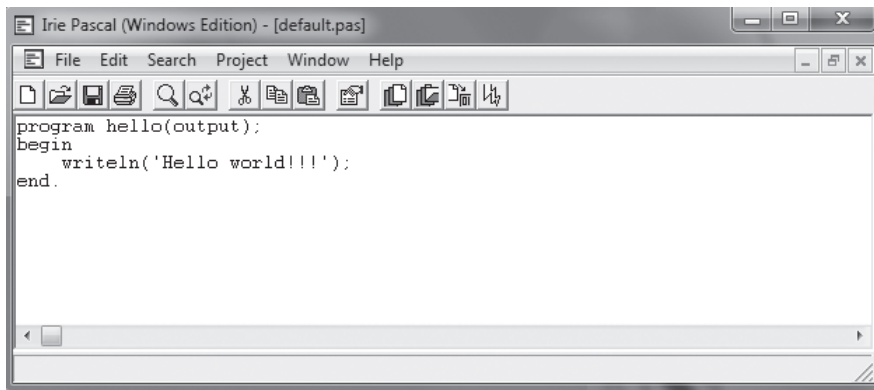 Irie Pascal (Windows Edition) - [default.pas]
File Edit Search Project Window Help
program hello(output);
begin
    writeln('Hello world!!!');
end.